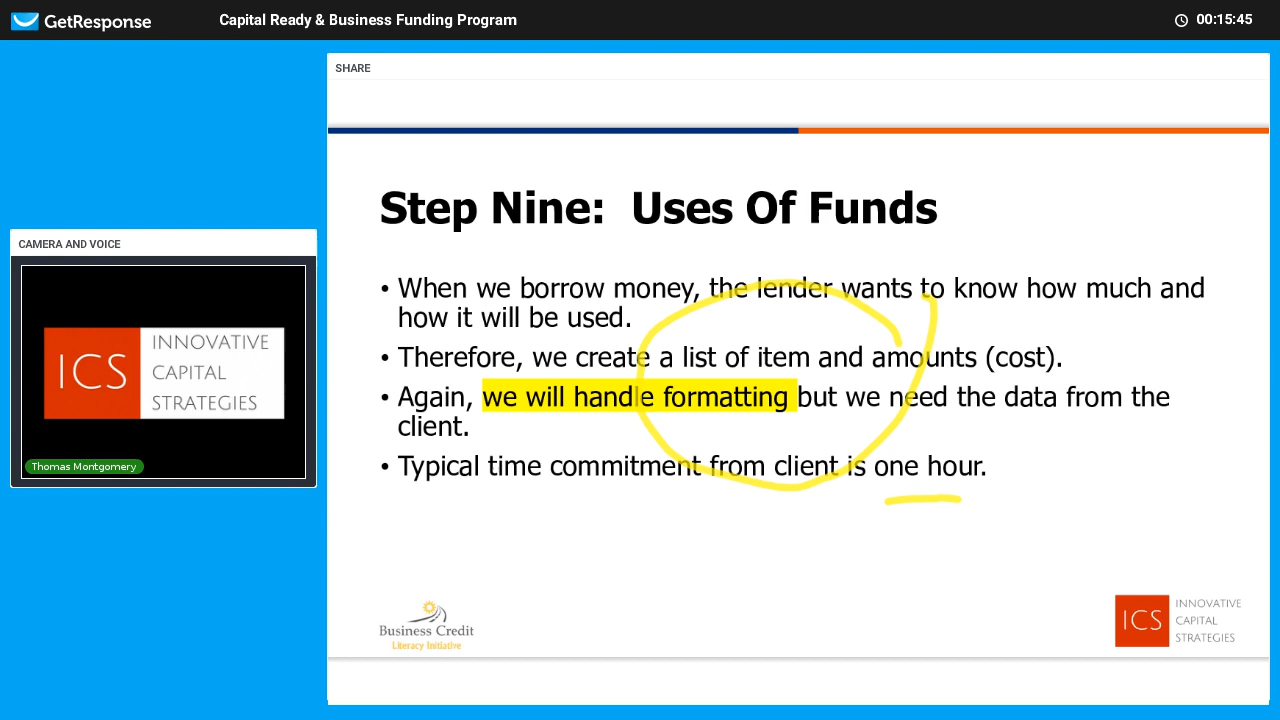 GetResponse
Capital Ready & Business Funding Program
00:15:45
CAMERA AND VOICE
ICS
INNOVATIVE
CAPITAL
STRATEGIES
Thomas Montgomery
SHARE
Step Nine:  Uses Of Funds
• When we borrow money, the lender wants to know how much and
how it will be used.
• Therefore, we create a list of item and amounts (cost).
• Again, we will handle formatting but we need the data from the
client.
• Typical time commitment from client is one hour.
Business Credit
Literacy Initiative
ICS
INNOVATIVE
CAPITAL
STRATEGIES